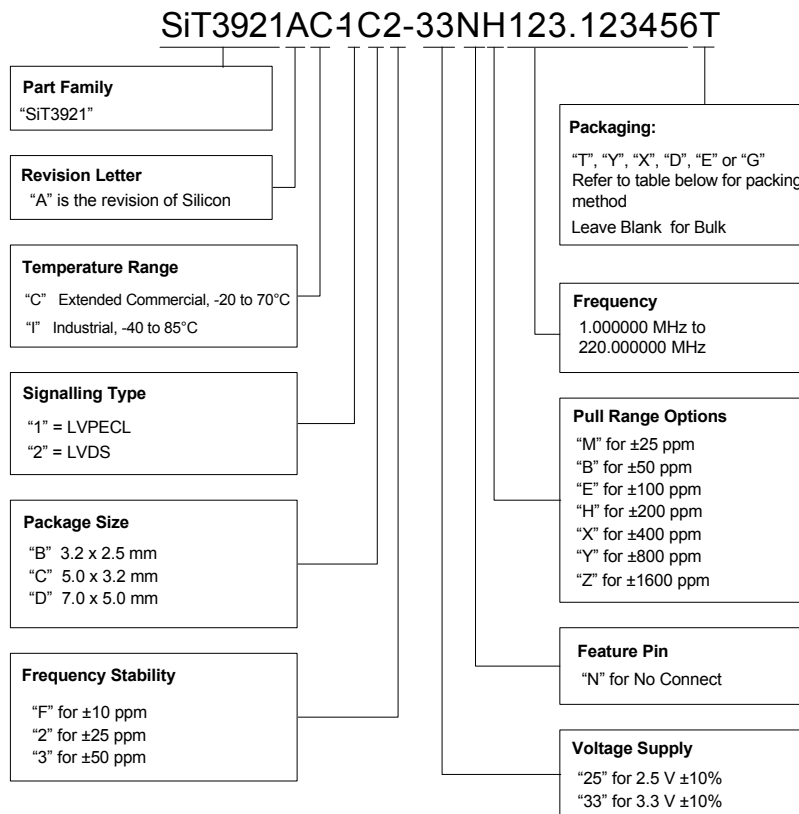 SiT3921AC-1C2-33NH123.123456T
Part Family
“SiT3921”
Revision Letter
“A” is the revision of Silicon
Temperature Range
“C” Extended Commercial, -20 to 70°C
“I” Industrial, -40 to 85°C
Signalling Type
“1” = LVPECL
“2” = LVDS
Package Size
“B” 3.2 x 2.5 mm
“C” 5.0 x 3.2 mm
“D” 7.0 x 5.0 mm
Frequency Stability
“F” for ±10 ppm
“2” for ±25 ppm
“3” for ±50 ppm
Packaging:
“T”, “Y”, “X”, “D”, “E” or “G”
Refer to table below for packing
method
Leave Blank for Bulk
Frequency
1.000000 MHz to
220.000000 MHz
Pull Range Options
“M” for ±25 ppm
“B” for ±50 ppm
“E” for ±100 ppm
“H” for ±200 ppm
“X” for ±400 ppm
“Y” for ±800 ppm
“Z” for ±1600 ppm
Feature Pin
“N” for No Connect
Voltage Supply
“25” for 2.5 V ±10%
“33” for 3.3 V ±10%